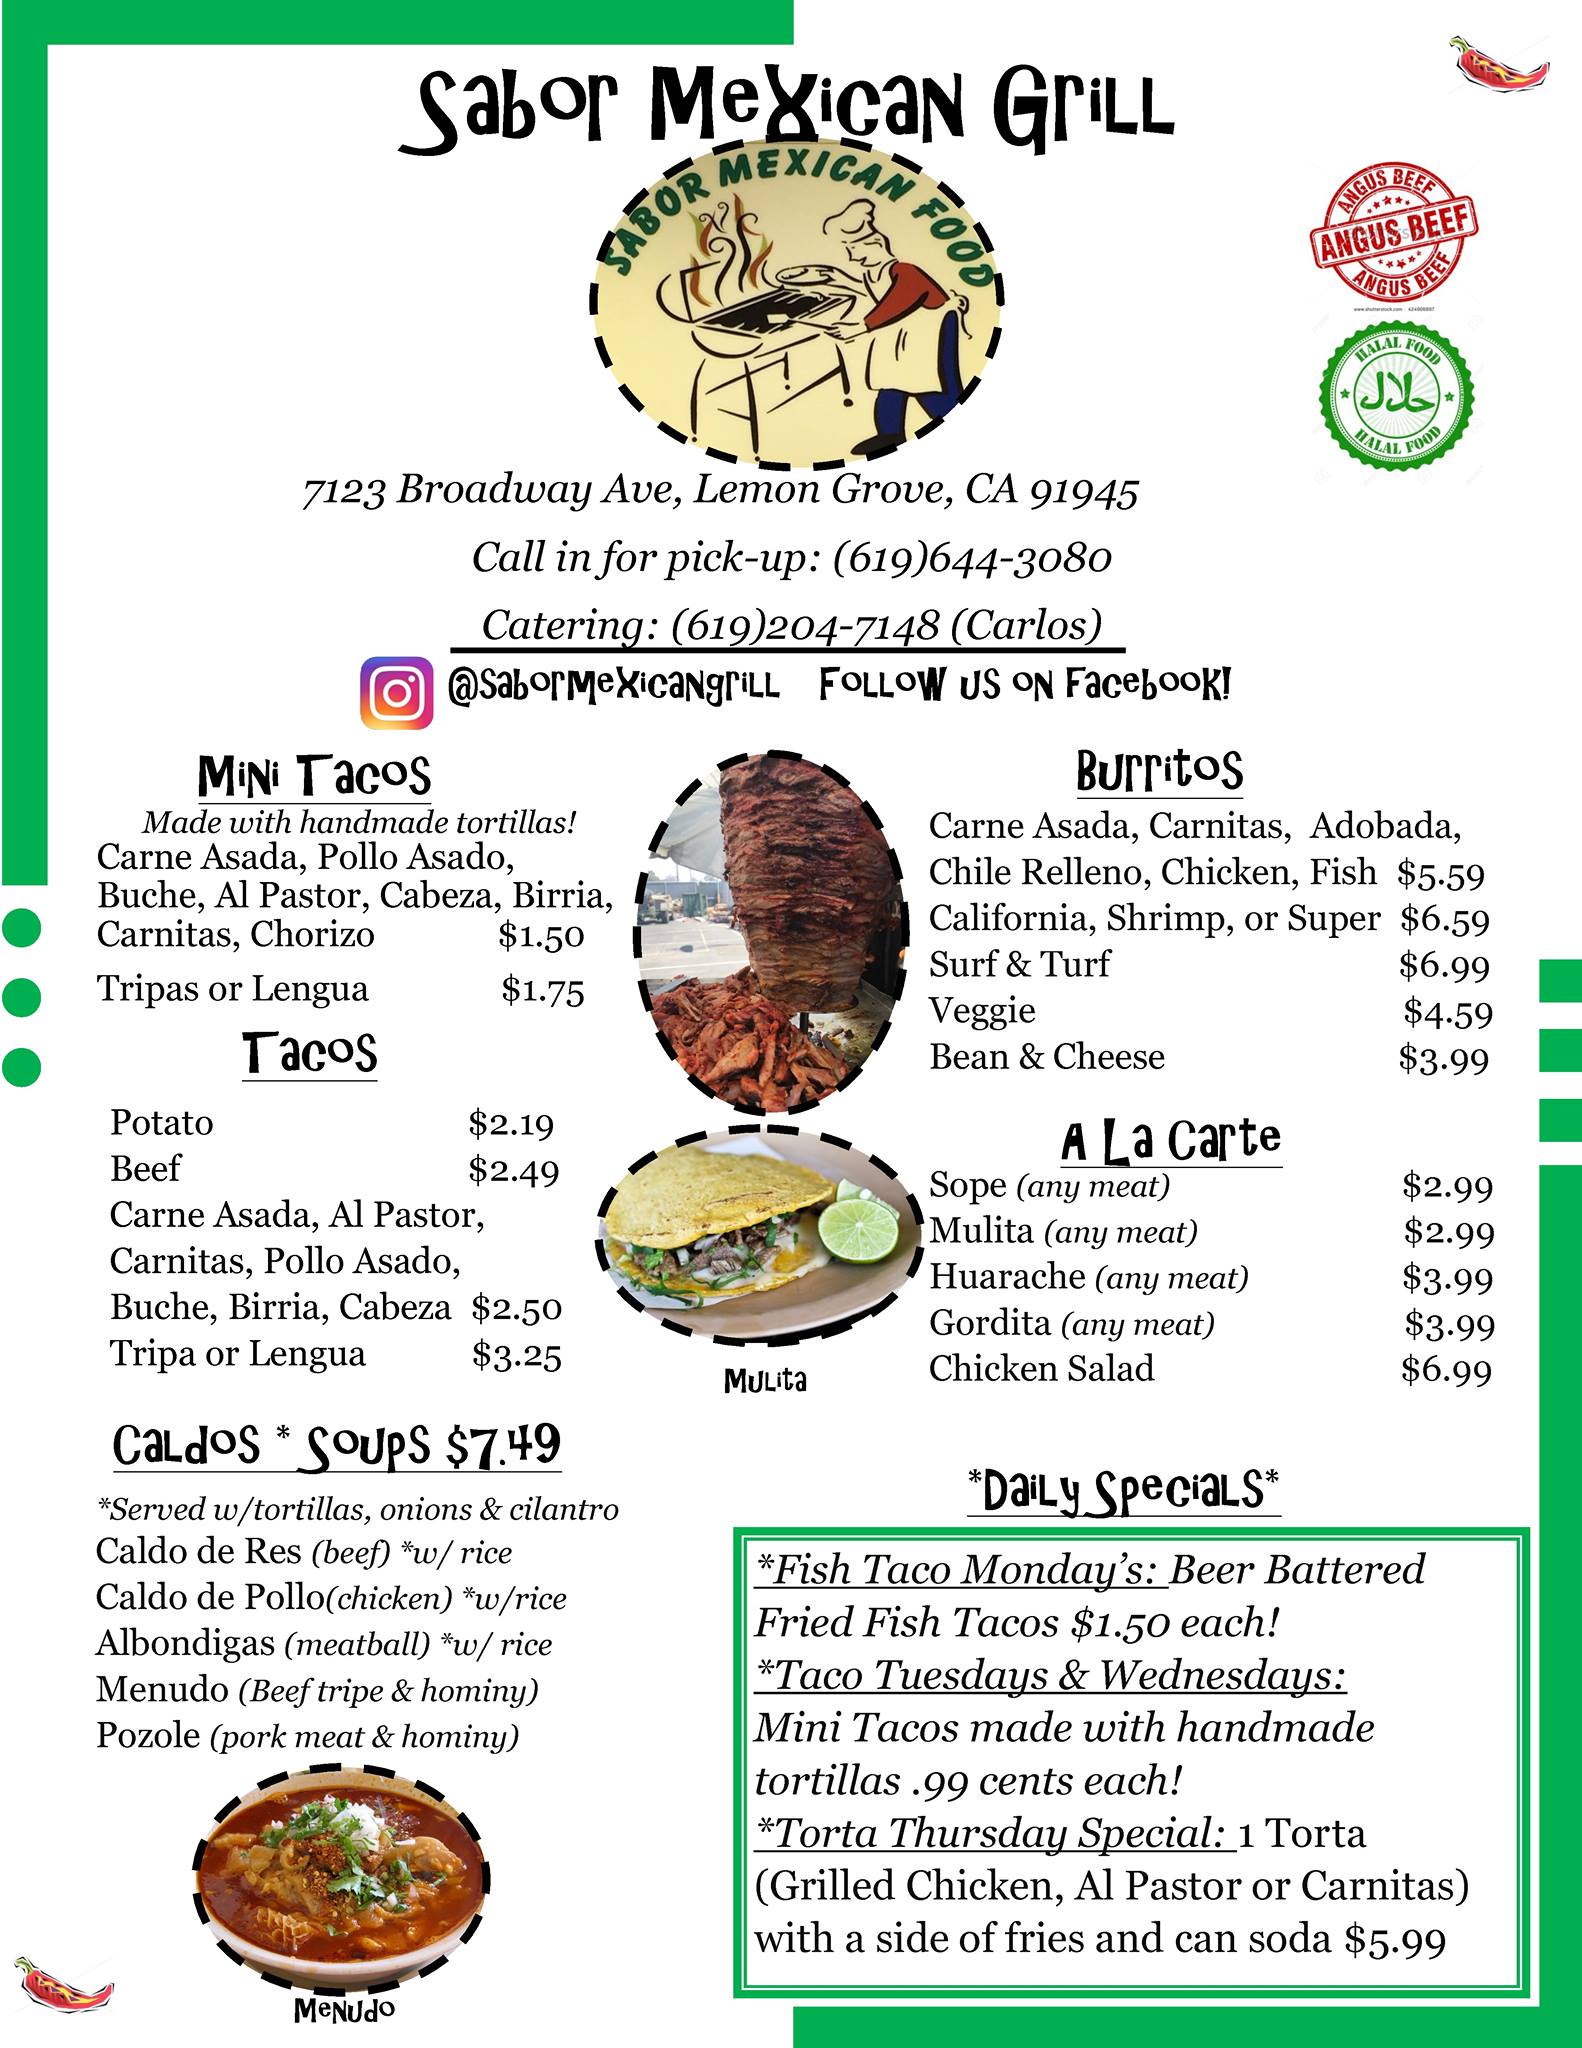 Sabor Mexican Grill
SABOR MEXICAN FOOD
ANGUS BEEF
ANGUS BEEF
ANGUS BEEF
www.shutterstock.com · 424906897
HALAL FOOD
حلال
HALAL FOOD
7123 Broadway Ave, Lemon Grove, CA 91945
Call in for pick-up: (619)644-3080
Catering: (619)204-7148 (Carlos)
@SaborMexicangrill Follow us on Facebook!
Mini Tacos
Made with handmade tortillas!
Carne Asada, Pollo Asado,
Buche, Al Pastor, Cabeza, Birria,
Carnitas, Chorizo $1.50
Tripas or Lengua $1.75
Tacos
Potato $2.19
Beef $2.49
Carne Asada, Al Pastor,
Carnitas, Pollo Asado,
Buche, Birria, Cabeza $2.50
Tripa or Lengua $3.25
Caldos * Soups $7.49
*Served w/tortillas, onions & cilantro
Caldo de Res (beef) *w/ rice
Caldo de Pollo(chicken) *w/rice
Albondigas (meatball) *w/ rice
Menudo (Beef tripe & hominy)
Pozole (pork meat & hominy)
Menudo
Mulita
Burritos
Carne Asada, Carnitas, Adobada,
Chile Relleno, Chicken, Fish $5.59
California, Shrimp, or Super $6.59
Surf & Turf $6.99
Veggie $4.59
Bean & Cheese $3.99
A La Carte
Sope (any meat) $2.99
Mulita (any meat) $2.99
Huarache (any meat) $3.99
Gordita (any meat) $3.99
Chicken Salad $6.99
*Daily Specials*
*Fish Taco Monday's: Beer Battered
Fried Fish Tacos $1.50 each!
*Taco Tuesdays & Wednesdays:
Mini Tacos made with handmade
tortillas .99 cents each!
*Torta Thursday Special: 1 Torta
(Grilled Chicken, Al Pastor or Carnitas)
with a side of fries and can soda $5.99